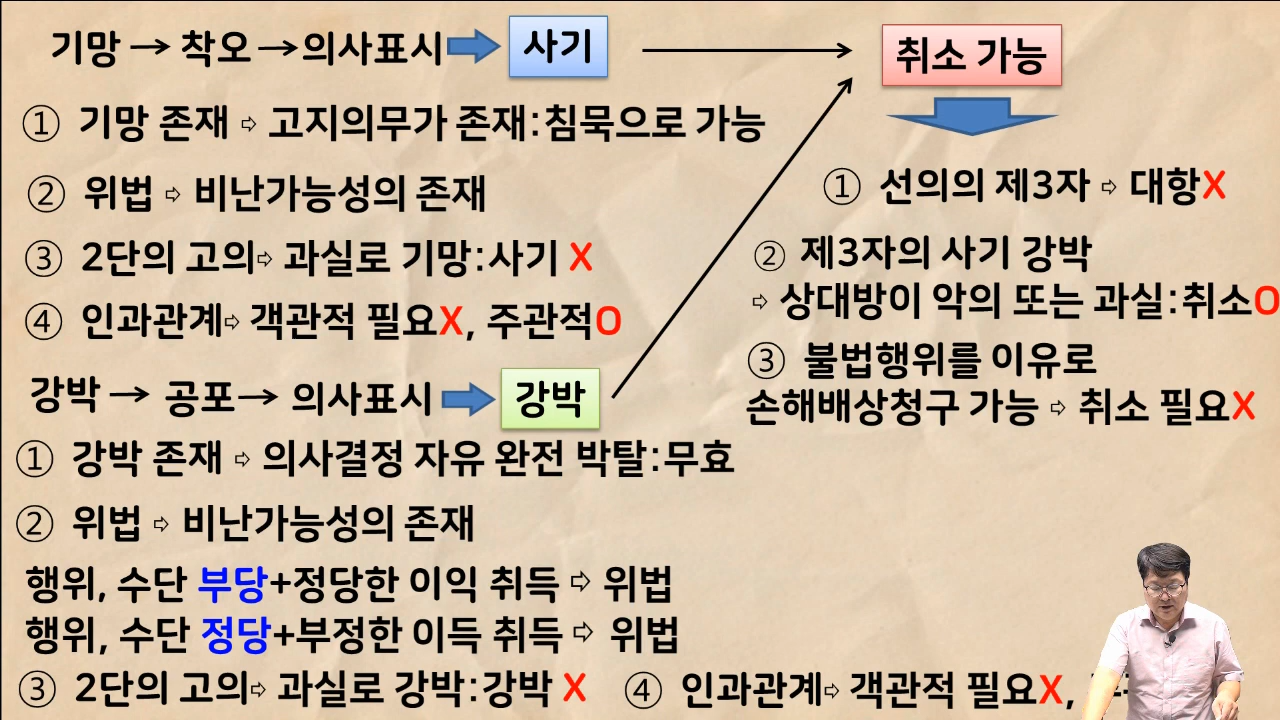 기망 → 착오 → 의사표시 ➡ 사기
① 기망 존재 ⇨ 고지의무가 존재:침묵으로 가능
② 위법 ⇨ 비난가능성의 존재
③ 2단의 고의⇨ 과실로 기망:사기 X
④ 인과관계⇨ 객관적 필요X, 주관적O
강박 → 공포→ 의사표시 ➡ 강박
① 강박 존재 ⇨ 의사결정 자유 완전 박탈:무효
② 위법 ⇨ 비난가능성의 존재
행위, 수단 부당+정당한 이익 취득 ⇨ 위법
행위, 수단 정당+부정한 이득 취득 ⇨ 위법
③ 2단의 고의⇨ 과실로 강박:강박 X
④ 인과관계⇨ 객관적 필요X,
취소 가능
① 선의의 제3자 ⇨ 대항X
② 제3자의 사기 강박
⇨ 상대방이 악의 또는 과실:취소O
③ 불법행위를 이유로
손해배상청구 가능 ⇨ 취소 필요X